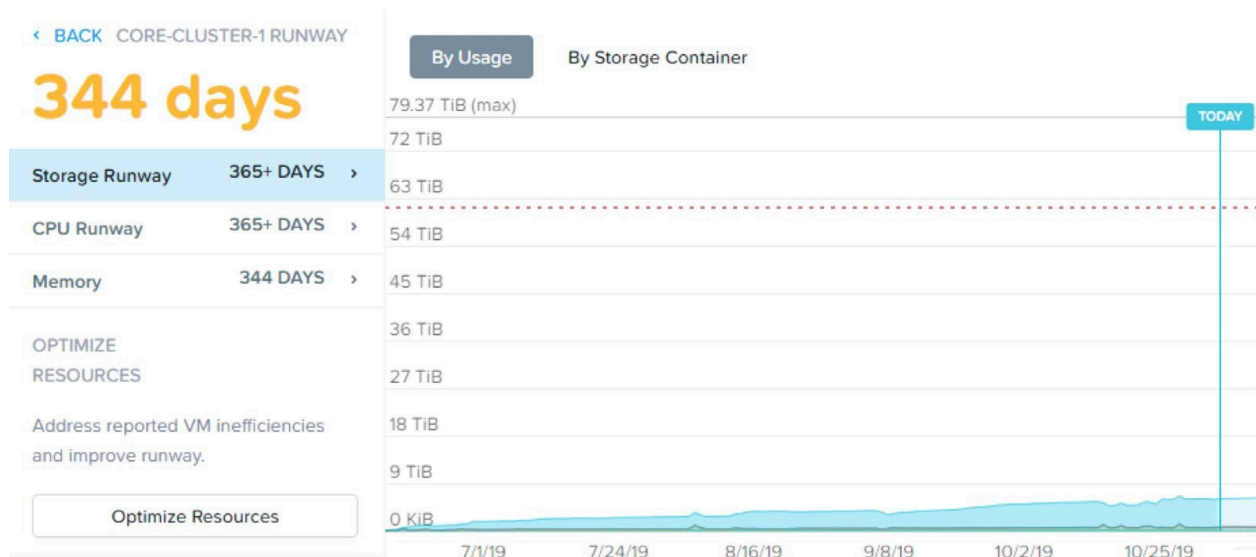 ‹ BACK CORE-CLUSTER-1 RUNWAY
344 days
Storage Runway 365+ DAYS ›
CPU Runway 365+ DAYS ›
Memory 344 DAYS ›
OPTIMIZE
RESOURCES
Address reported VM inefficiencies
and improve runway.
Optimize Resources
By Usage By Storage Container
79.37 TiB (max)
TODAY
72 TiB
63 TiB
54 TiB
45 TiB
36 TiB
27 TiB
18 TiB
9 TiB
0 KiB
7/1/19 7/24/19 8/16/19 9/8/19 10/2/19 10/25/19